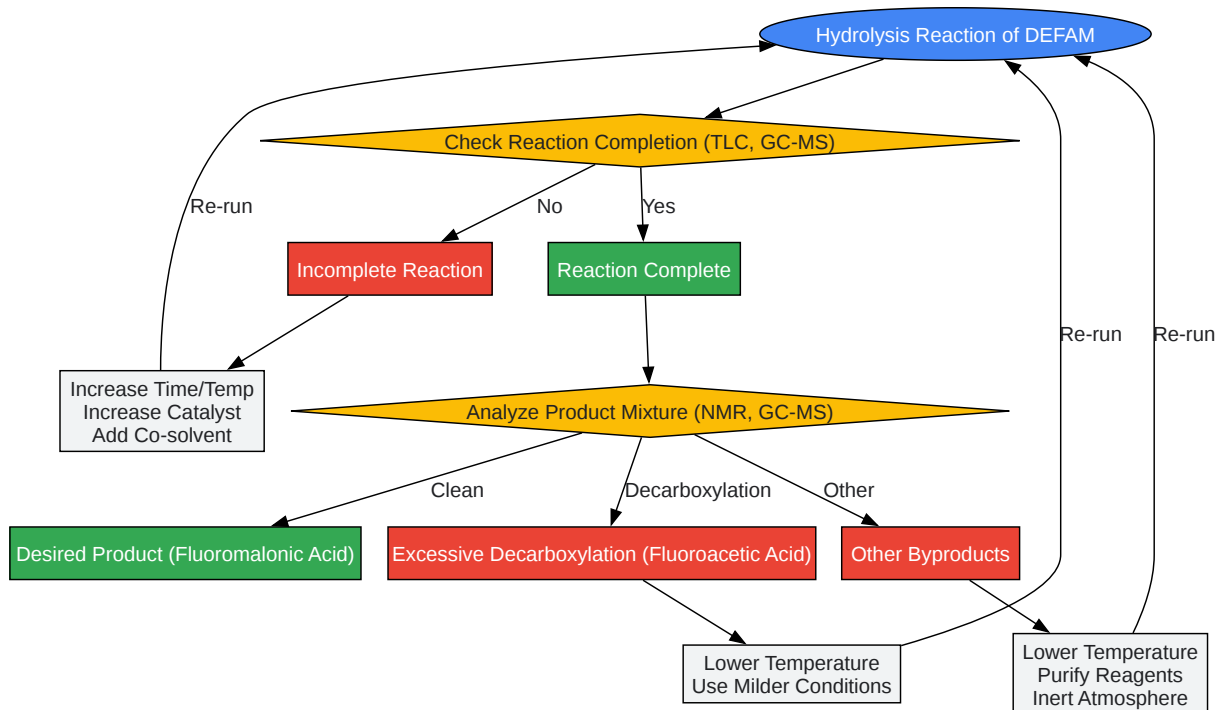 Hydrolysis Reaction of DEFAM
Check Reaction Completion (TLC, GC-MS)
Re-run
No
Yes
Incomplete Reaction
Reaction Complete
Re-run
Re-run
Increase Time/Temp
Increase Catalyst
Add Co-solvent
Analyze Product Mixture (NMR, GC-MS)
Clean
Decarboxylation
Other
Desired Product (Fluoromalonic Acid)
Excessive Decarboxylation (Fluoroacetic Acid)
Other Byproducts
Lower Temperature
Use Milder Conditions
Lower Temperature
Purify Reagents
Inert Atmosphere